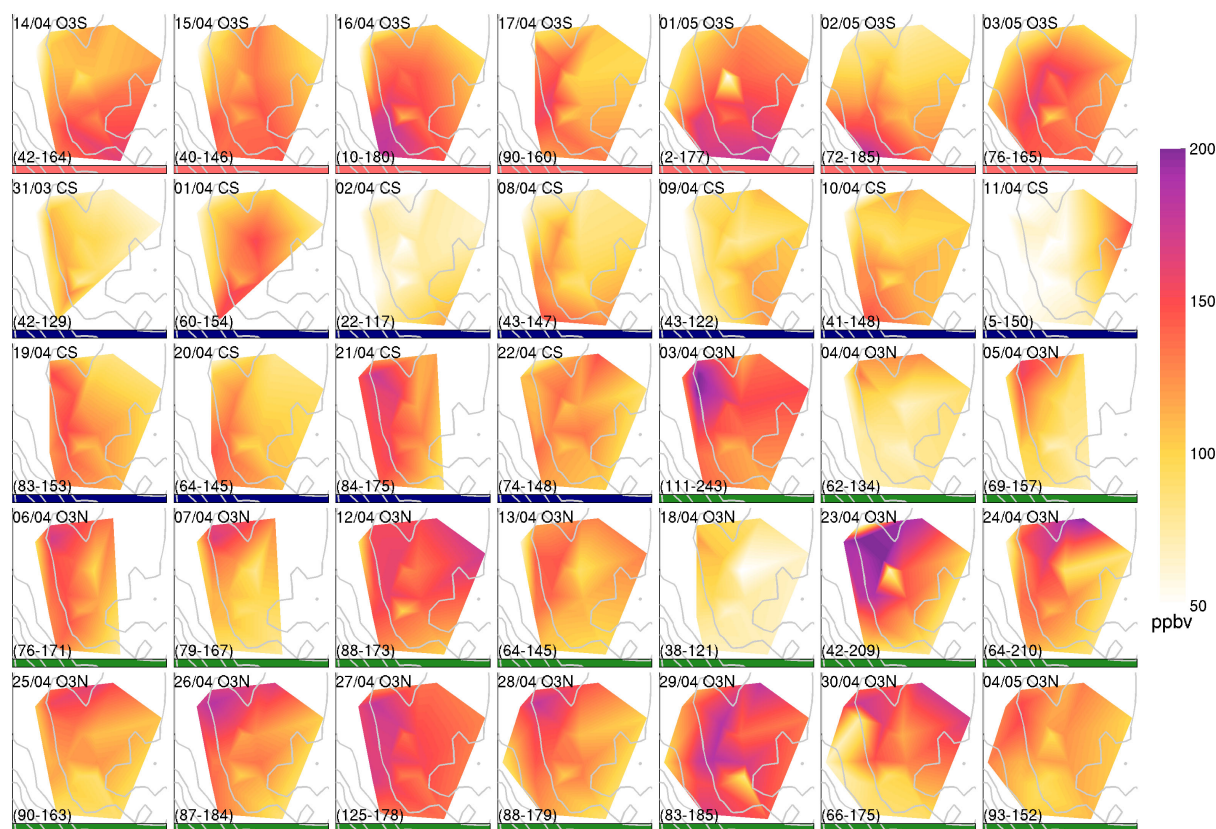 14/04 O3S 15/04 O3S 16/04 O3S 17/04 O3S 01/05 O3S 02/05 O3S 03/05 O3S
(42-164) (40-146) (10-180) (90-160) (2-177) (72-185) (76-165)
31/03 CS 01/04 CS 02/04 CS 08/04 CS 09/04 CS 10/04 CS 11/04 CS
(42-129) (60-154) (22-117) (43-147) (43-122) (41-148) (5-150)
19/04 CS 20/04 CS 21/04 CS 22/04 CS 03/04 O3N 04/04 O3N 05/04 O3N
(83-153) (64-145) (84-175) (74-148) (111-243) (62-134) (69-157)
06/04 O3N 07/04 O3N 12/04 O3N 13/04 O3N 18/04 O3N 23/04 O3N 24/04 O3N
(76-171) (79-167) (88-173) (64-145) (38-121) (42-209) (64-210)
25/04 O3N 26/04 O3N 27/04 O3N 28/04 O3N 29/04 O3N 30/04 O3N 04/05 O3N
(90-163) (87-184) (125-178) (88-179) (83-185) (66-175) (93-152)
200
150
100
50
ppbv